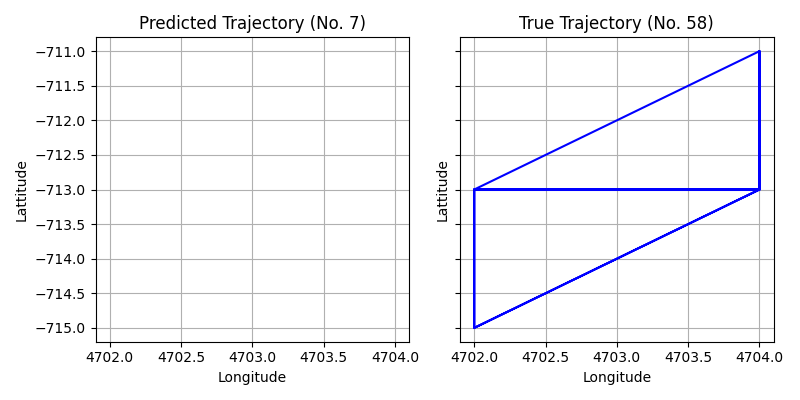 Predicted Trajectory (No. 7)
True Trajectory (No. 58)
−711.0
−711.5
−712.0
−712.5
−713.0
−713.5
−714.0
−714.5
−715.0
Lattitude
Lattitude
4702.0 4702.5 4703.0 4703.5 4704.0
4702.0 4702.5 4703.0 4703.5 4704.0
Longitude
Longitude